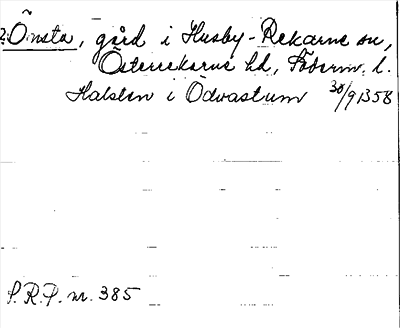 2. Önsta, gård i Husby-Rekarne sn,
Österrekarne hd, Söderm. l.
Halsten i Ödvastum 30/9 1358
S.R.P. nr. 385